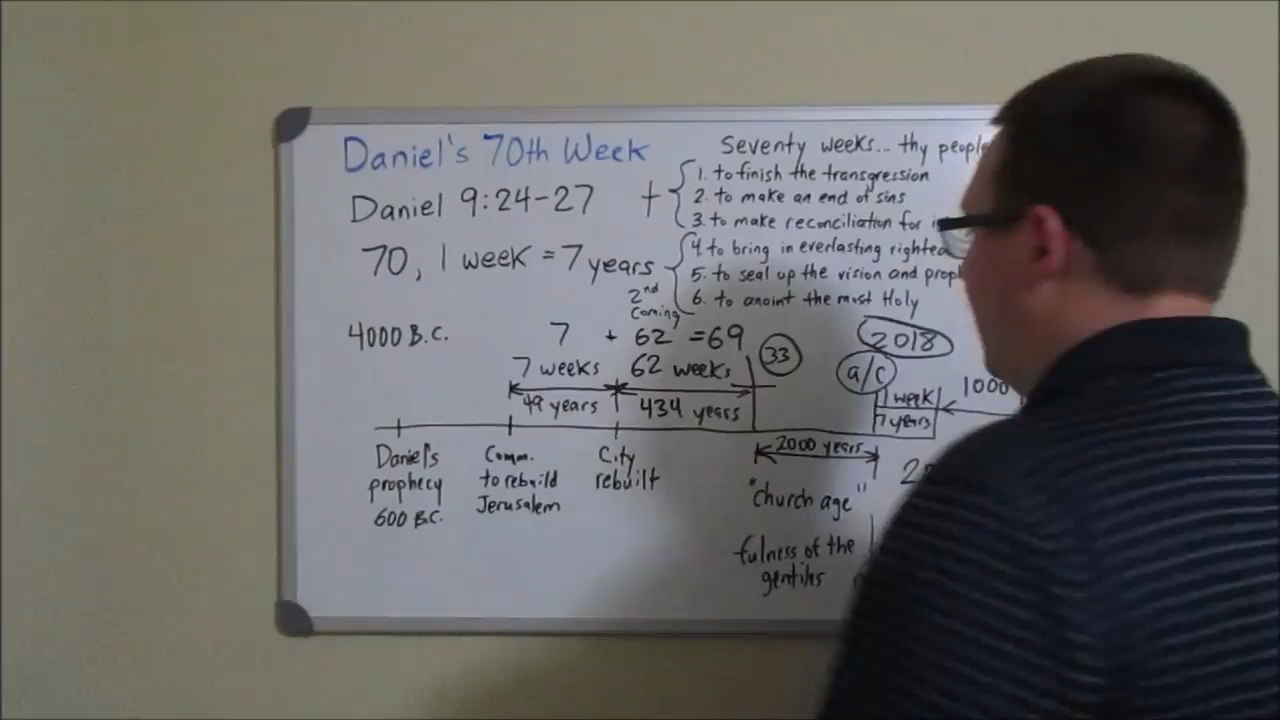 Daniel's 70th Week
Daniel 9:24-27
70, 1 week = 7 years
Seventy weeks... thy people
1. to finish the transgression
2. to make an end of sins
3. to make reconciliation for
4. to bring in everlasting
5. to seal up the vision and
6. to anoint the most Holy
2nd
Coming
4000 B.C.
7 + 62 = 69
33
2018
7 weeks
62 weeks
a/c
1 week
1000
49 years
434 years
7 years
2000 years
Daniel's
prophecy
600 B.C.
Comm.
to rebuild
Jerusalem
City
rebuilt
"church age"
fulness of the
gentiles